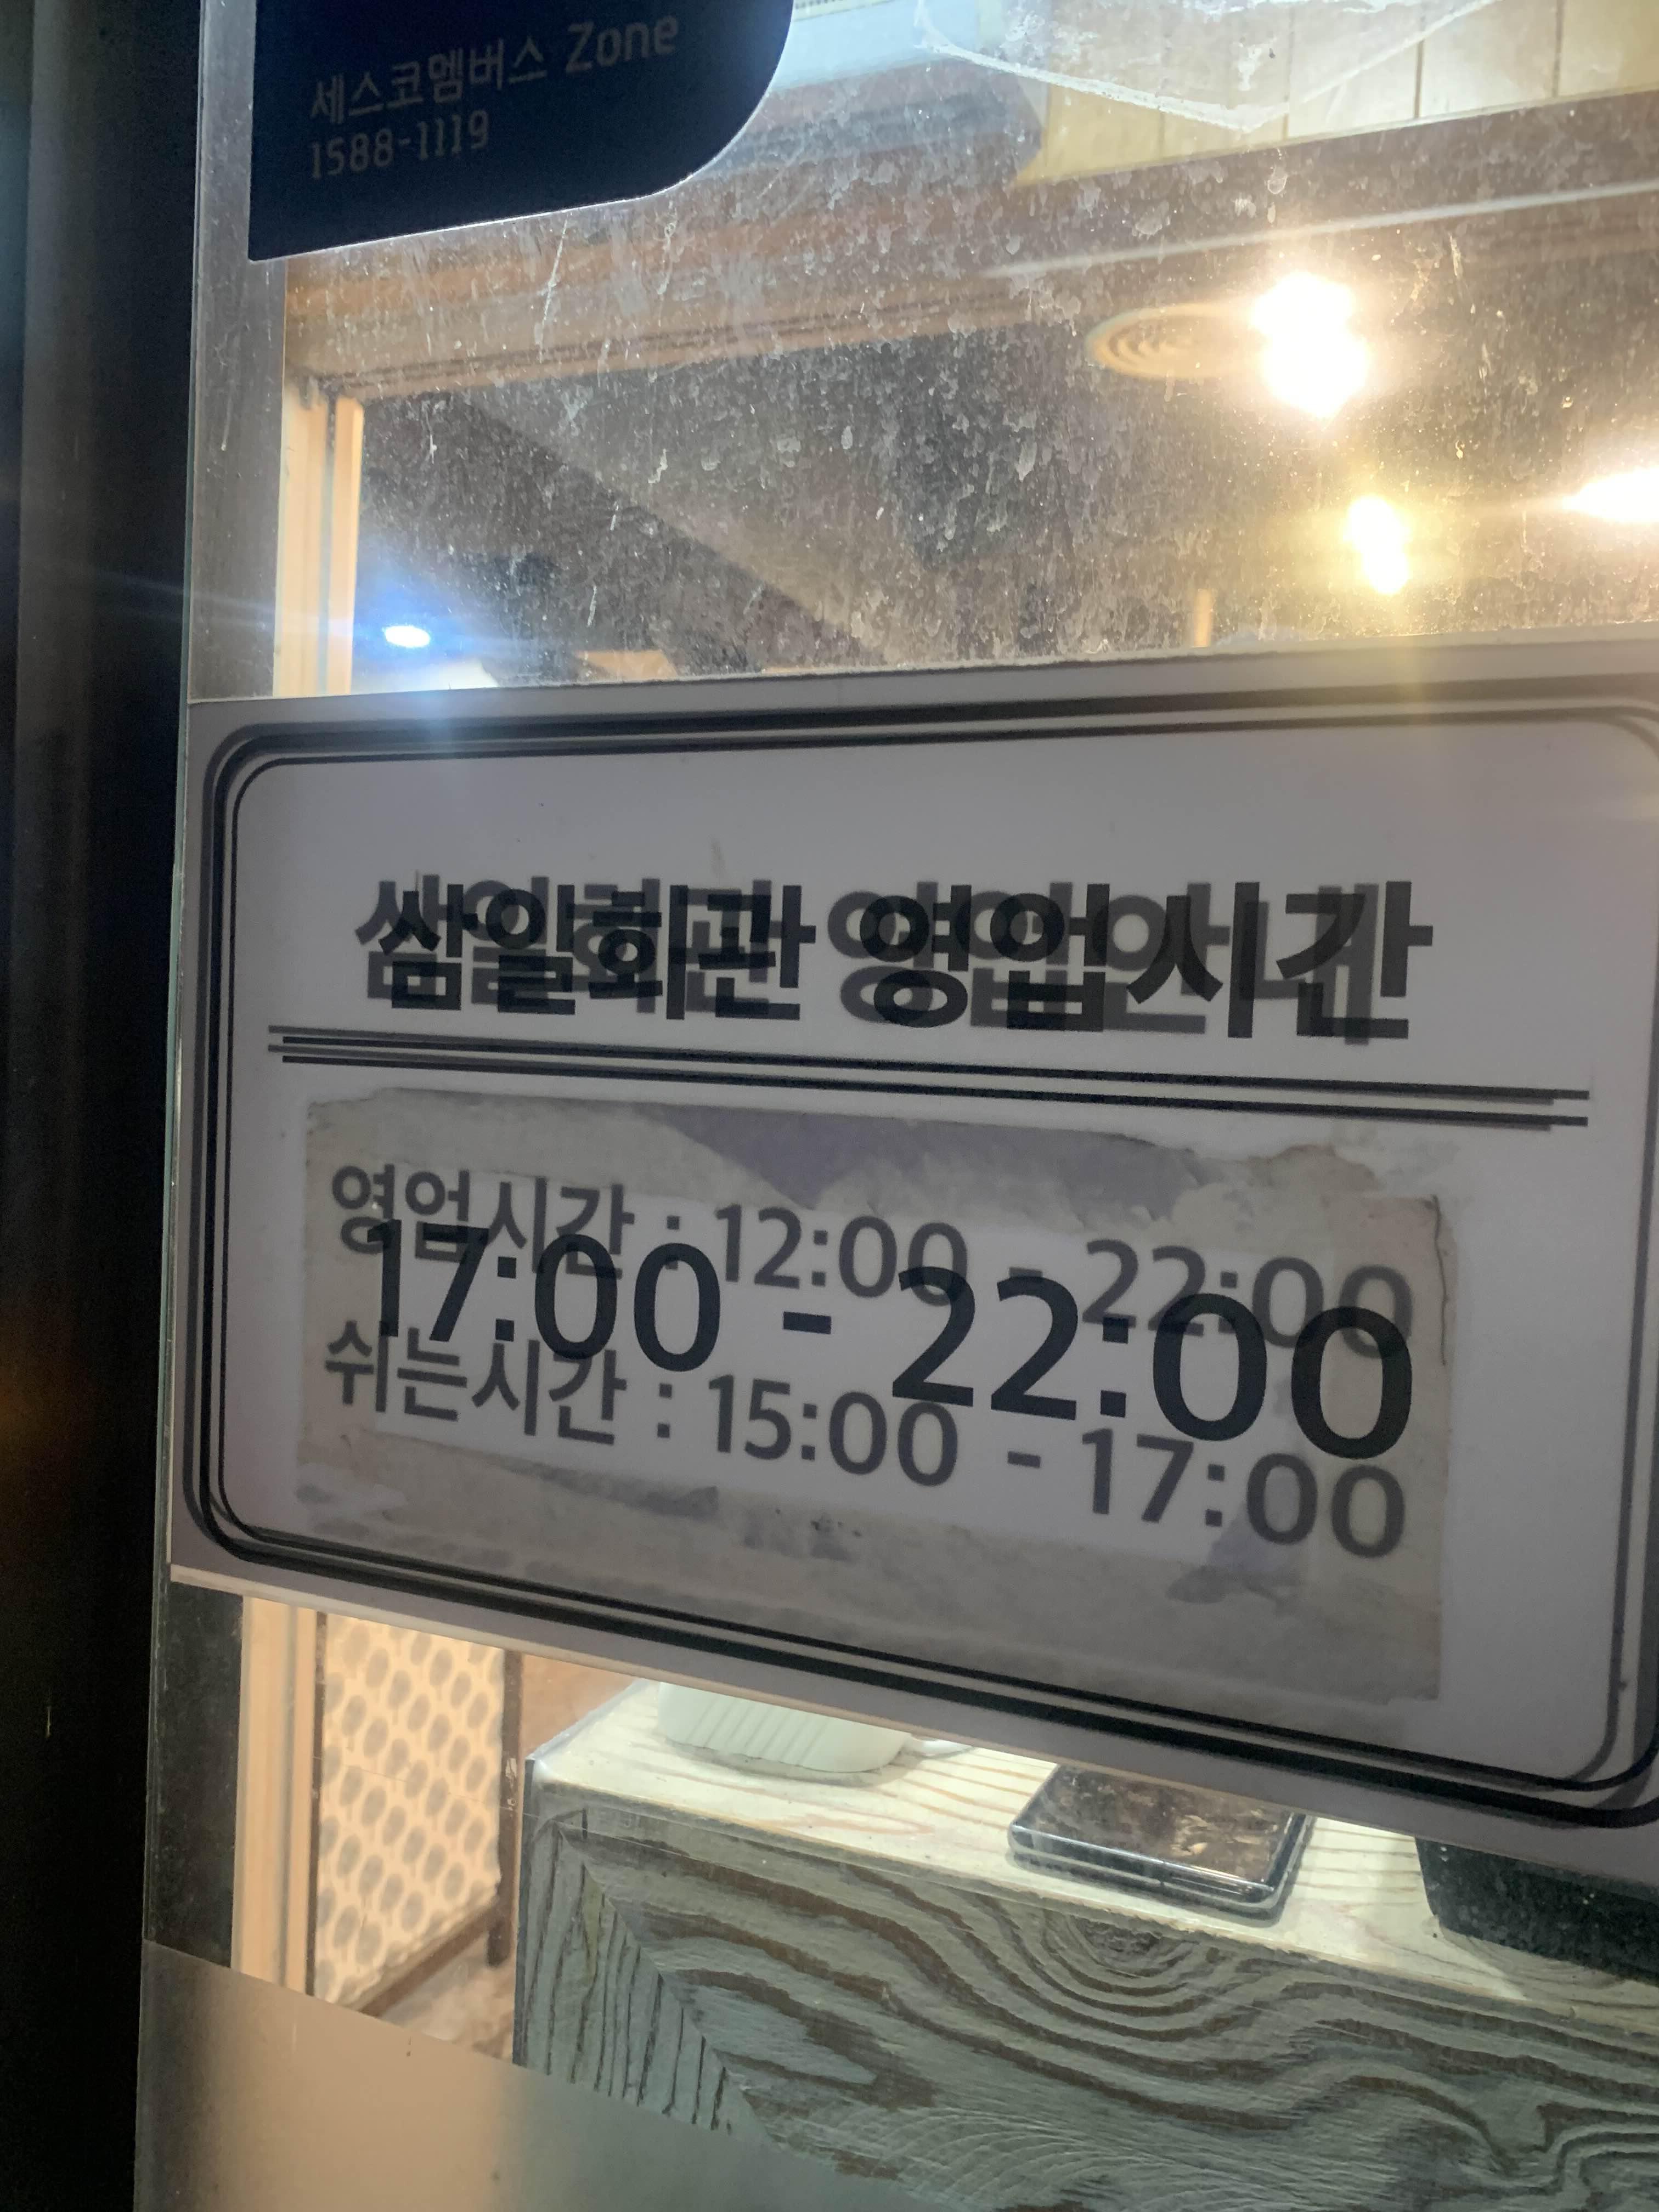 세스코멤버스 Zone
1588-1119
삼일회관 영업시간
영업시간 : 12:00 - 22:00
17:00 - 22:00
쉬는시간 : 15:00 - 17:00